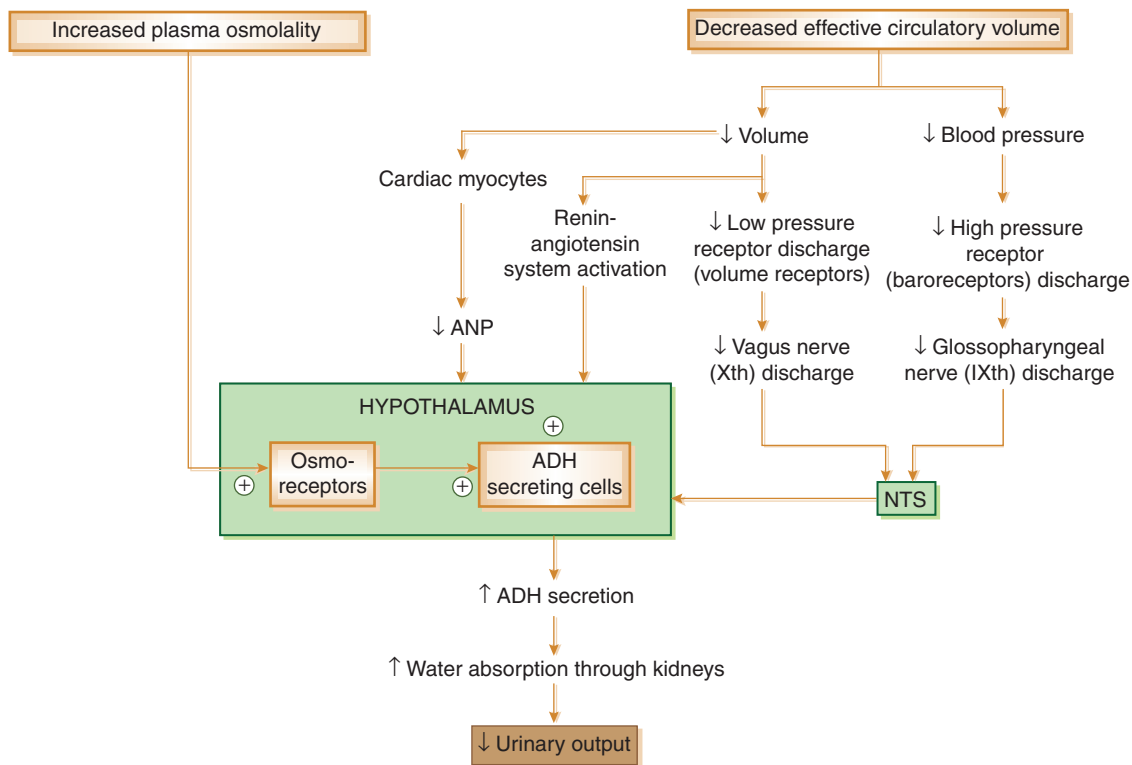 Increased plasma osmolality
Decreased effective circulatory volume
↓ Volume
↓ Blood pressure
Cardiac myocytes
Renin-
angiotensin
system activation
↓ Low pressure
receptor discharge
(volume receptors)
↓ High pressure
receptor
(baroreceptors) discharge
↓ ANP
↓ Vagus nerve
(Xth) discharge
↓ Glossopharyngeal
nerve (IXth) discharge
HYPOTHALAMUS
+
Osmo-
receptors
ADH
secreting cells
+
+
NTS
↑ ADH secretion
↑ Water absorption through kidneys
↓ Urinary output